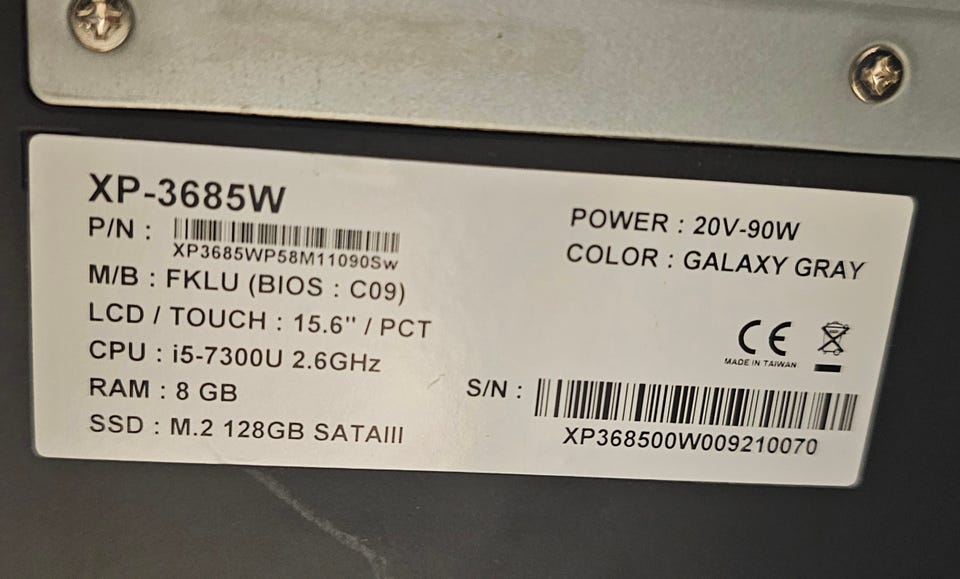 XP-3685W
P/N :
XP3685WP58M11090Sw
M/B : FKLU (BIOS : C09)
LCD / TOUCH : 15.6" / PCT
CPU : i5-7300U 2.6GHz
RAM : 8 GB
SSD : M.2 128GB SATAIII
POWER : 20V-90W
COLOR : GALAXY GRAY
CE
MADE IN TAIWAN
S/N :
XP368500W009210070